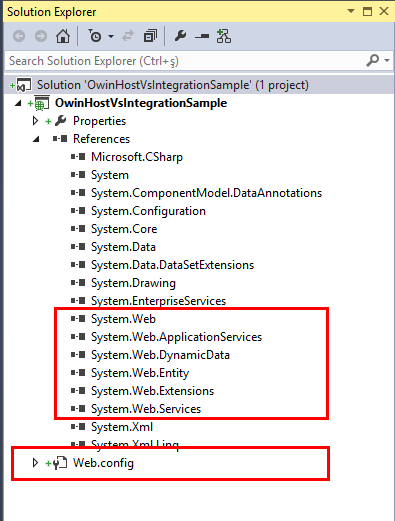 Solution Explorer
Search Solution Explorer (Ctrl+ş)
Solution 'OwinHostVsIntegrationSample' (1 project)
OwinHostVsIntegrationSample
Properties
References
Microsoft.CSharp
System
System.ComponentModel.DataAnnotations
System.Configuration
System.Core
System.Data
System.Data.DataSetExtensions
System.Drawing
System.EnterpriseServices
System.Web
System.Web.ApplicationServices
System.Web.DynamicData
System.Web.Entity
System.Web.Extensions
System.Web.Services
System.Xml
System.Xml.Linq
Web.config